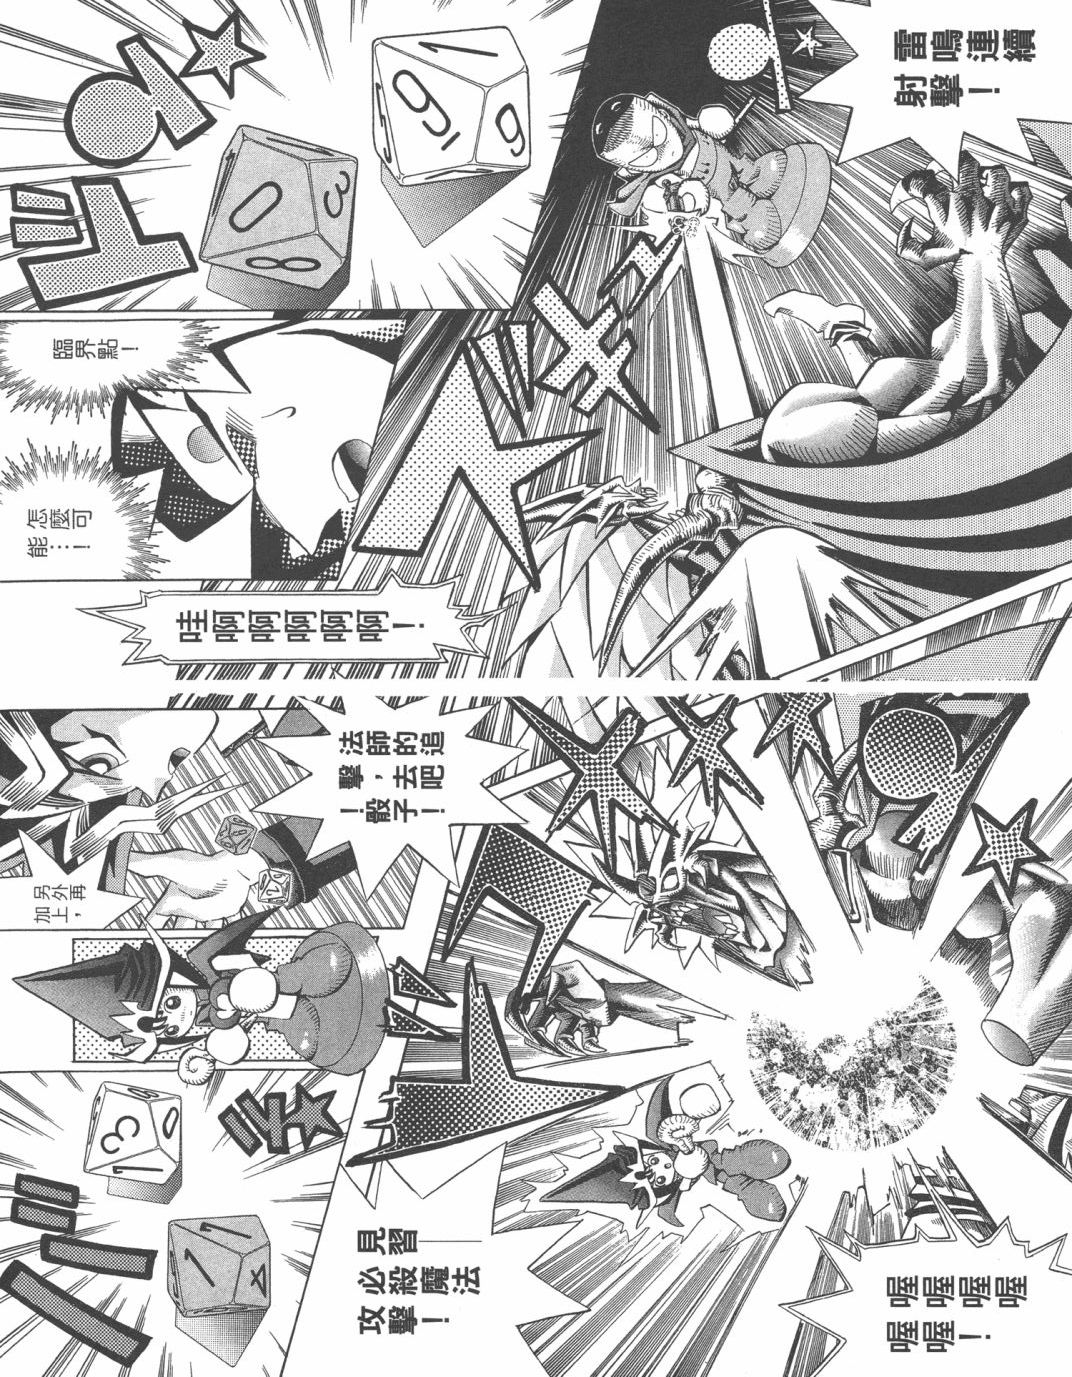 臨界點！
怎麼可
能…！
雷鳴連續
射擊！
哇啊啊啊啊啊！
另外再
加上，
法師的追
擊，去吧
！骰子！
見習——
必殺魔法
攻擊！
喔喔喔喔
喔喔！